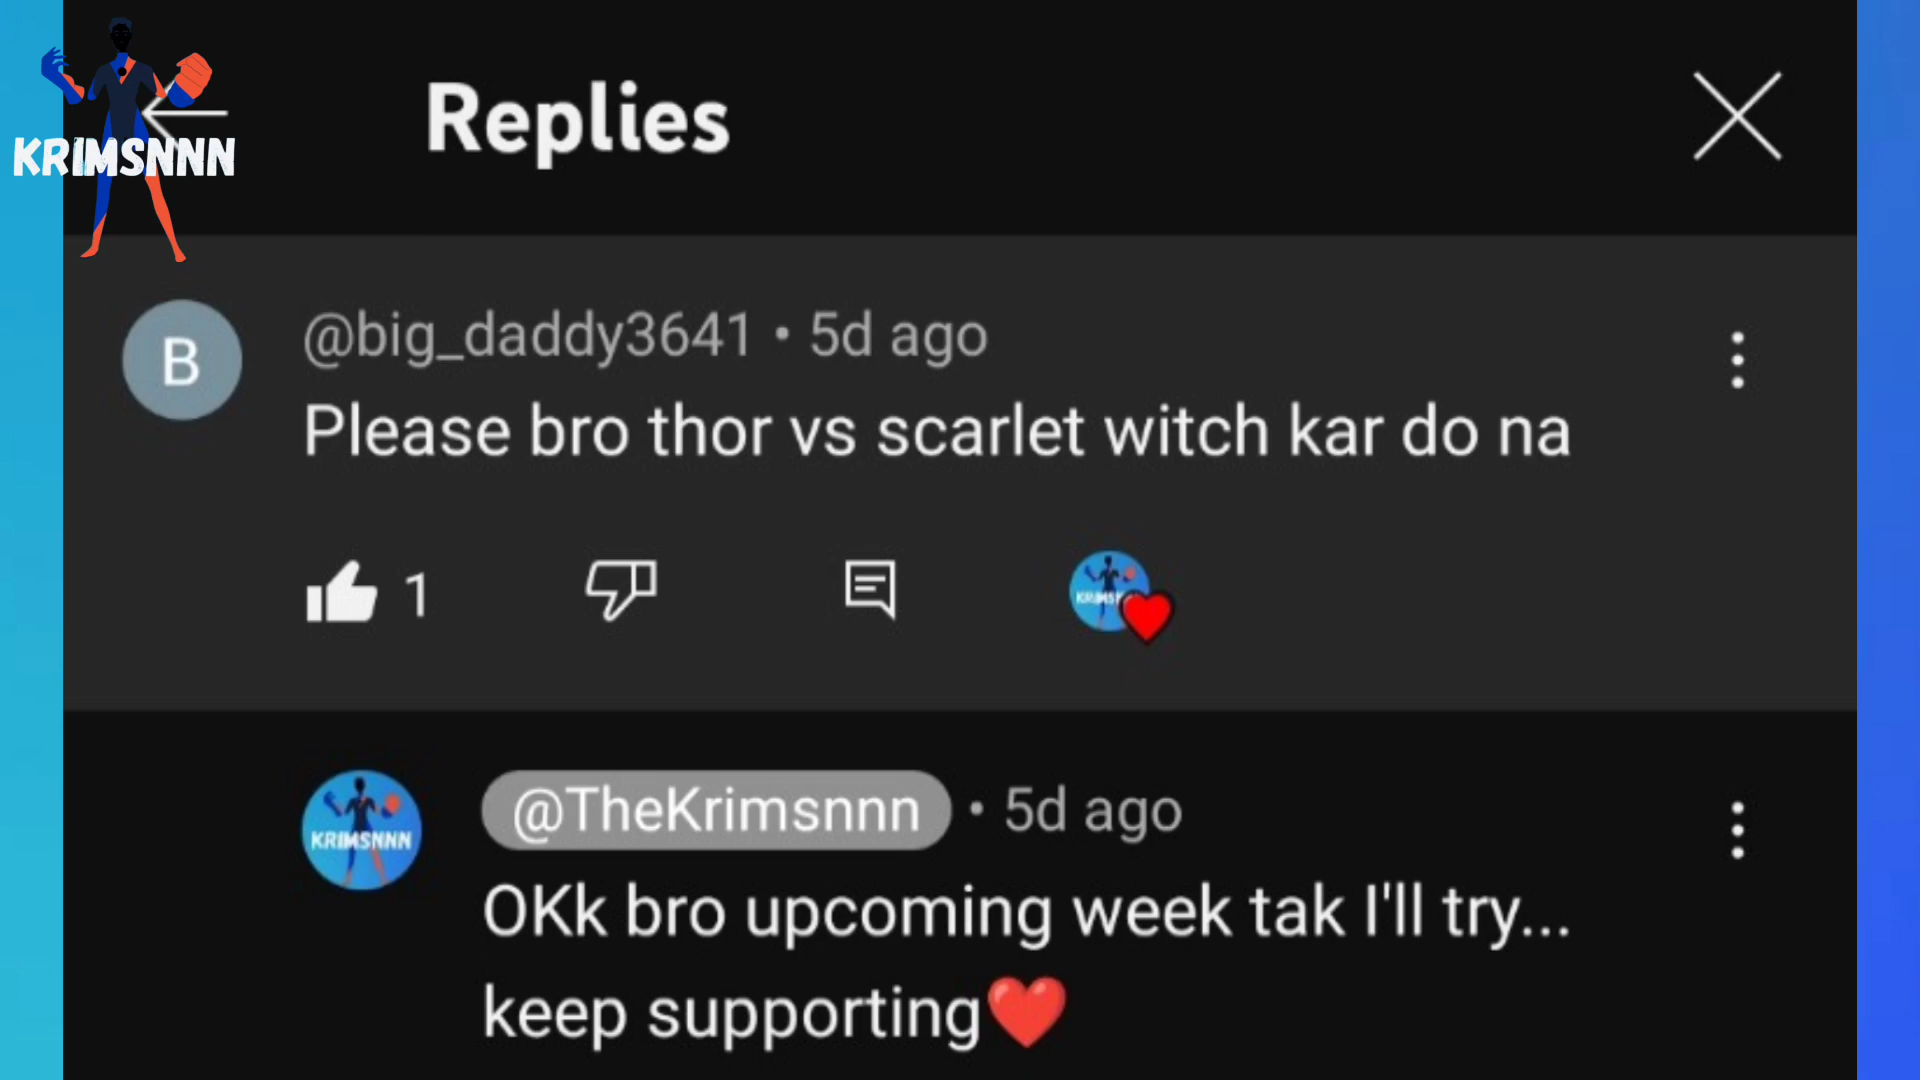 KRIMSNNN
Replies
B
@big_daddy3641 • 5d ago
Please bro thor vs scarlet witch kar do na
1
@TheKrimsnnn • 5d ago
KRIMSNNN
OKk bro upcoming week tak I'll try...
keep supporting❤️